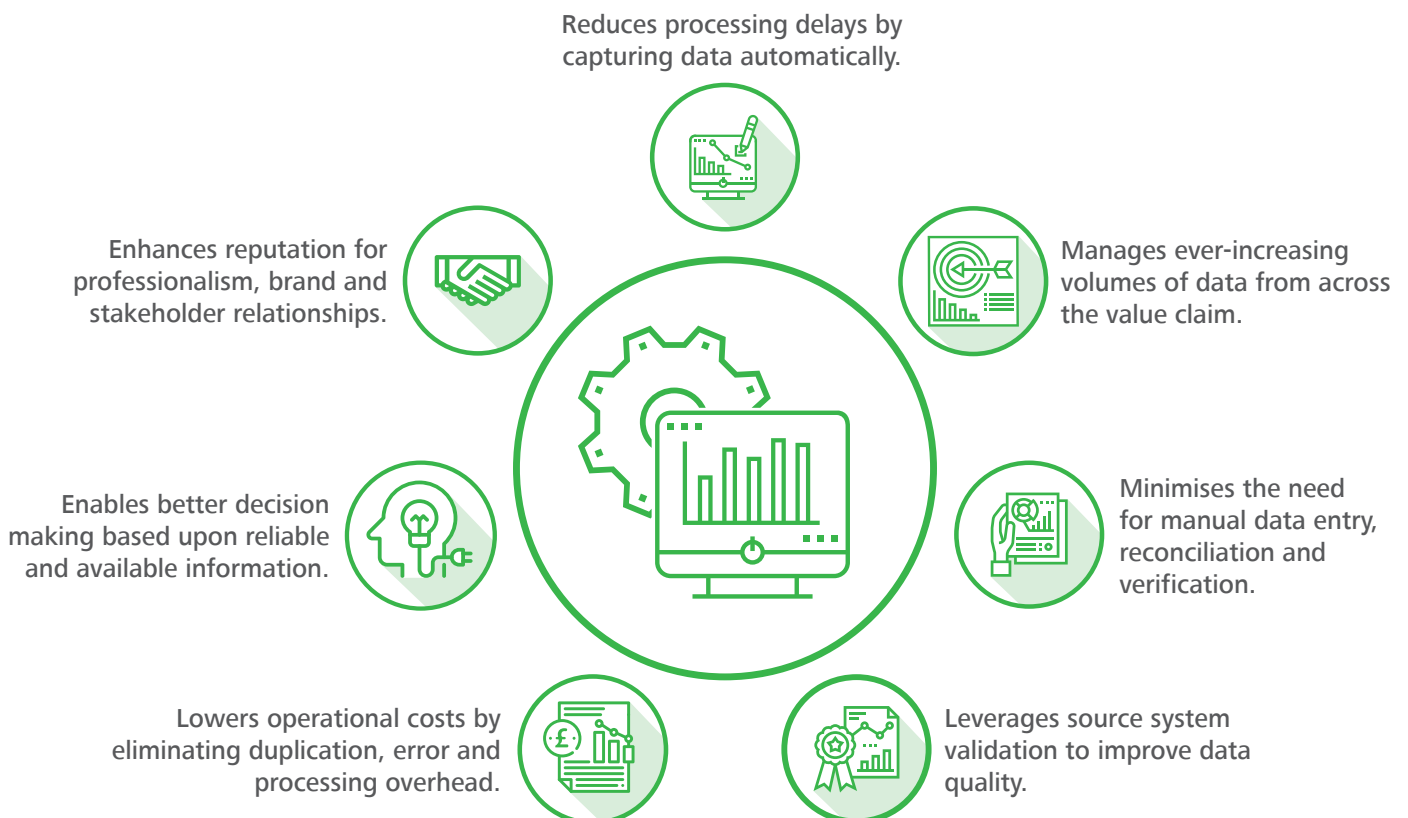 Reduces processing delays by
capturing data automatically.
Manages ever-increasing
volumes of data from across
the value claim.
Minimises the need
for manual data entry,
reconciliation and
verification.
Leverages source system
validation to improve data
quality.
£
Lowers operational costs by
eliminating duplication, error and
processing overhead.
Enables better decision
making based upon reliable
and available information.
Enhances reputation for
professionalism, brand and
stakeholder relationships.